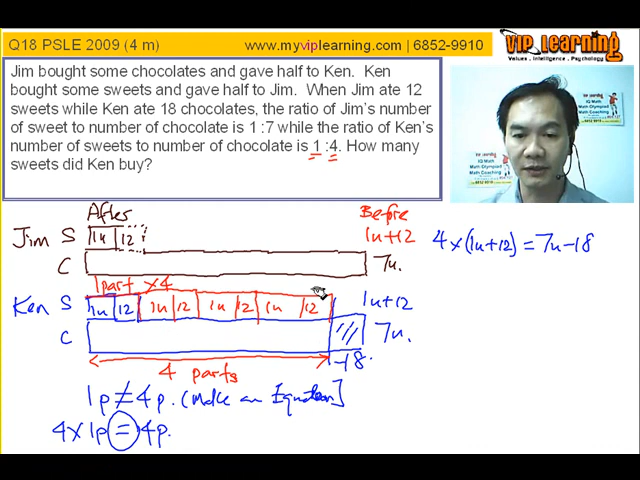 Q18 PSLE 2009 (4 m)
www.myviplearning.com | 6852-9910
VIP Learning
Values . Intelligence . Psychology
Jim bought some chocolates and gave half to Ken. Ken
bought some sweets and gave half to Jim. When Jim ate 12
sweets while Ken ate 18 chocolates, the ratio of Jim's number
of sweet to number of chocolate is 1 :7 while the ratio of Ken's
number of sweets to number of chocolate is 1 :4. How many
sweets did Ken buy?
After
Before
Jim S 1u 12 1u+12
C 7u.
4 x (1u+12) = 7u-18
1part x4
Ken S 1u 12 1u 12 1u 12 1u 12 1u+12
C 7u.
4 parts -18.
1p ≠ 4p. (Make an Equation]
4x1p = 4p.